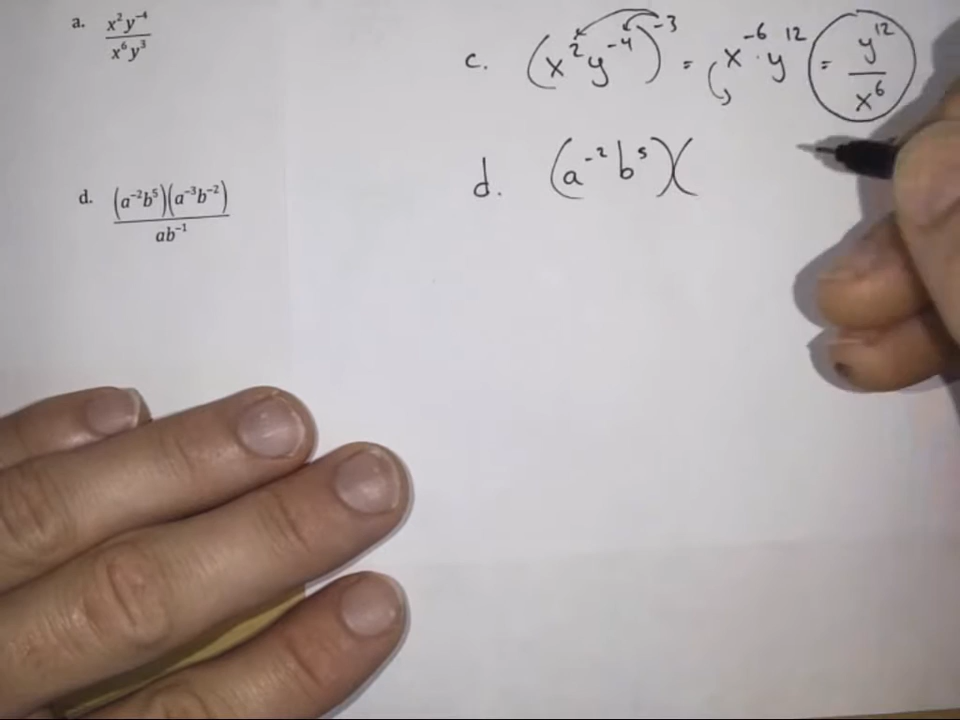 a. x²y⁻⁴ / x⁶y³
c. (x²y⁻⁴)⁻³ = x⁻⁶ · y¹² = y¹² / x⁶
d. (a⁻²b⁵)(a⁻³b⁻²) / ab⁻¹
d. (a⁻²b⁵)(